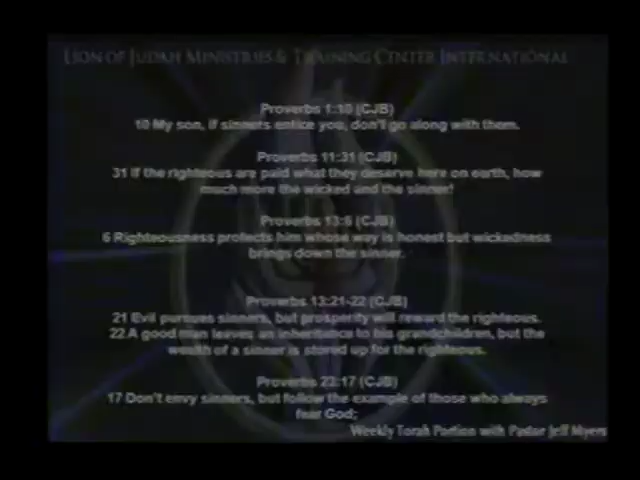 LION OF JUDAH MINISTRIES & TRAINING CENTER INTERNATIONAL
Proverbs 1:10 (CJB)
10 My son, if sinners entice you, don't go along with them.
Proverbs 11:31 (CJB)
31 If the righteous are paid what they deserve here on earth, how
much more the wicked and the sinner!
Proverbs 13:6 (CJB)
6 Righteousness protects him whose way is honest but wickedness
brings down the sinner.
Proverbs 13:21-22 (CJB)
21 Evil pursues sinners, but prosperity will reward the righteous.
22 A good man leaves an inheritance to his grandchildren, but the
wealth of a sinner is stored up for the righteous.
Proverbs 23:17 (CJB)
17 Don't envy sinners, but follow the example of those who always
fear God;
Weekly Torah Portion with Pastor Jeff Myers